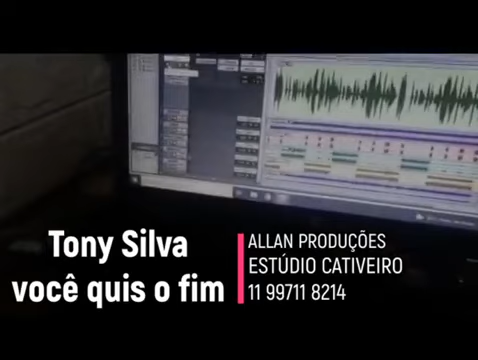 Tony Silva
você quis o fim
ALLAN PRODUÇÕES
ESTÚDIO CATIVEIRO
11 99711 8214